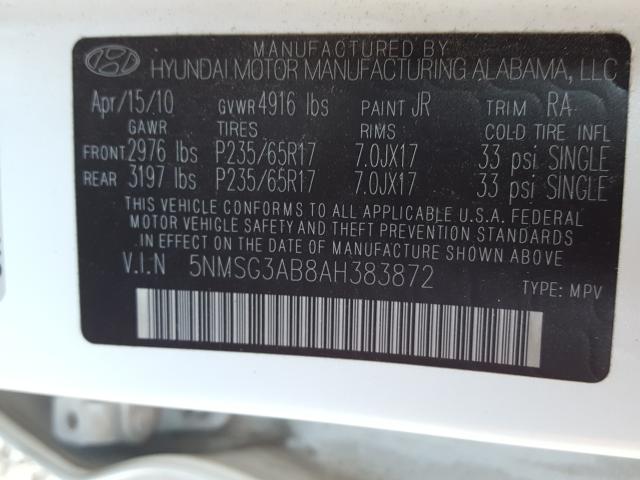 MANUFACTURED BY
HYUNDAI MOTOR MANUFACTURING ALABAMA, LLC
Apr/15/10 GVWR 4916 lbs PAINT JR TRIM RA
GAWR TIRES RIMS COLD TIRE INFL
FRONT 2976 lbs P235/65R17 7.0JX17 33 psi SINGLE
REAR 3197 lbs P235/65R17 7.0JX17 33 psi SINGLE
THIS VEHICLE CONFORMS TO ALL APPLICABLE U.S.A. FEDERAL
MOTOR VEHICLE SAFETY AND THEFT PREVENTION STANDARDS
IN EFFECT ON THE DATE OF MANUFACTURE SHOWN ABOVE
V.I.N 5NMSG3AB8AH383872
TYPE: MPV